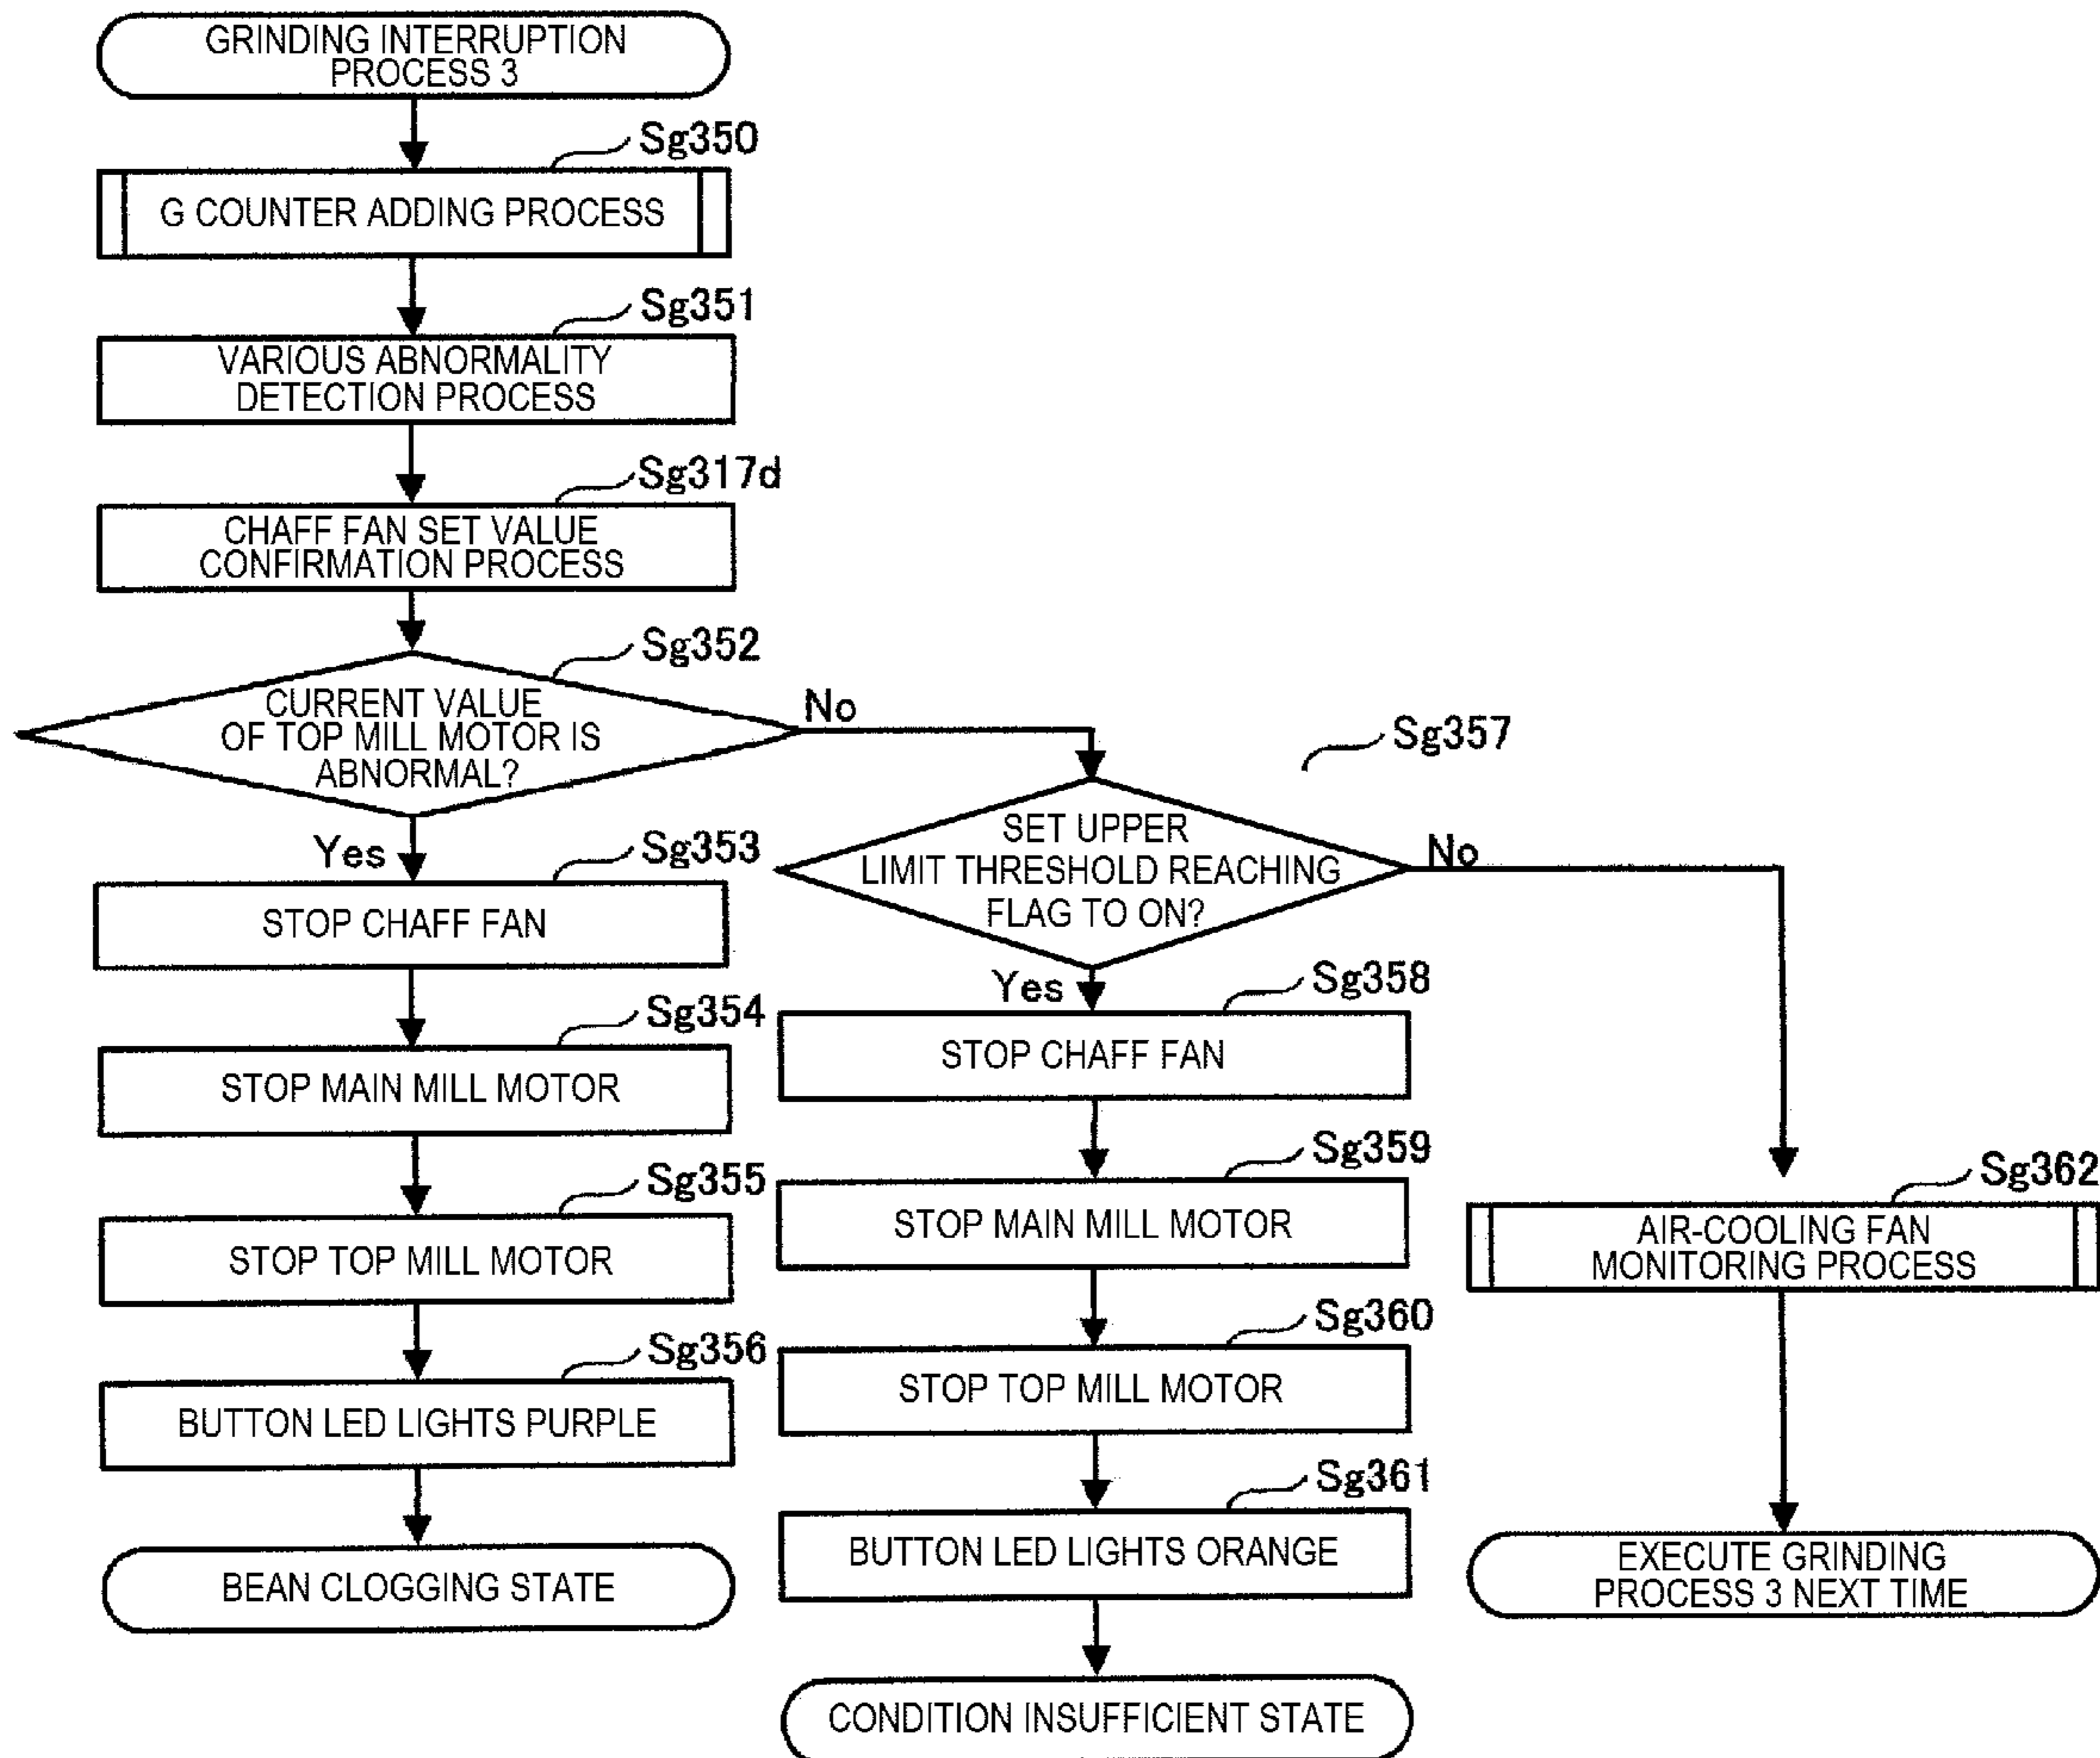 GRINDING INTERRUPTION
PROCESS 3
Sg350
G COUNTER ADDING PROCESS
Sg351
VARIOUS ABNORMALITY
DETECTION PROCESS
Sg317d
CHAFF FAN SET VALUE
CONFIRMATION PROCESS
Sg352
CURRENT VALUE
OF TOP MILL MOTOR IS
ABNORMAL?
No
Yes
Sg353
STOP CHAFF FAN
Sg354
STOP MAIN MILL MOTOR
Sg355
STOP TOP MILL MOTOR
Sg356
BUTTON LED LIGHTS PURPLE
BEAN CLOGGING STATE
Sg357
SET UPPER
LIMIT THRESHOLD REACHING
FLAG TO ON?
No
Yes
Sg358
STOP CHAFF FAN
Sg359
STOP MAIN MILL MOTOR
Sg360
STOP TOP MILL MOTOR
Sg361
BUTTON LED LIGHTS ORANGE
CONDITION INSUFFICIENT STATE
Sg362
AIR-COOLING FAN
MONITORING PROCESS
EXECUTE GRINDING
PROCESS 3 NEXT TIME